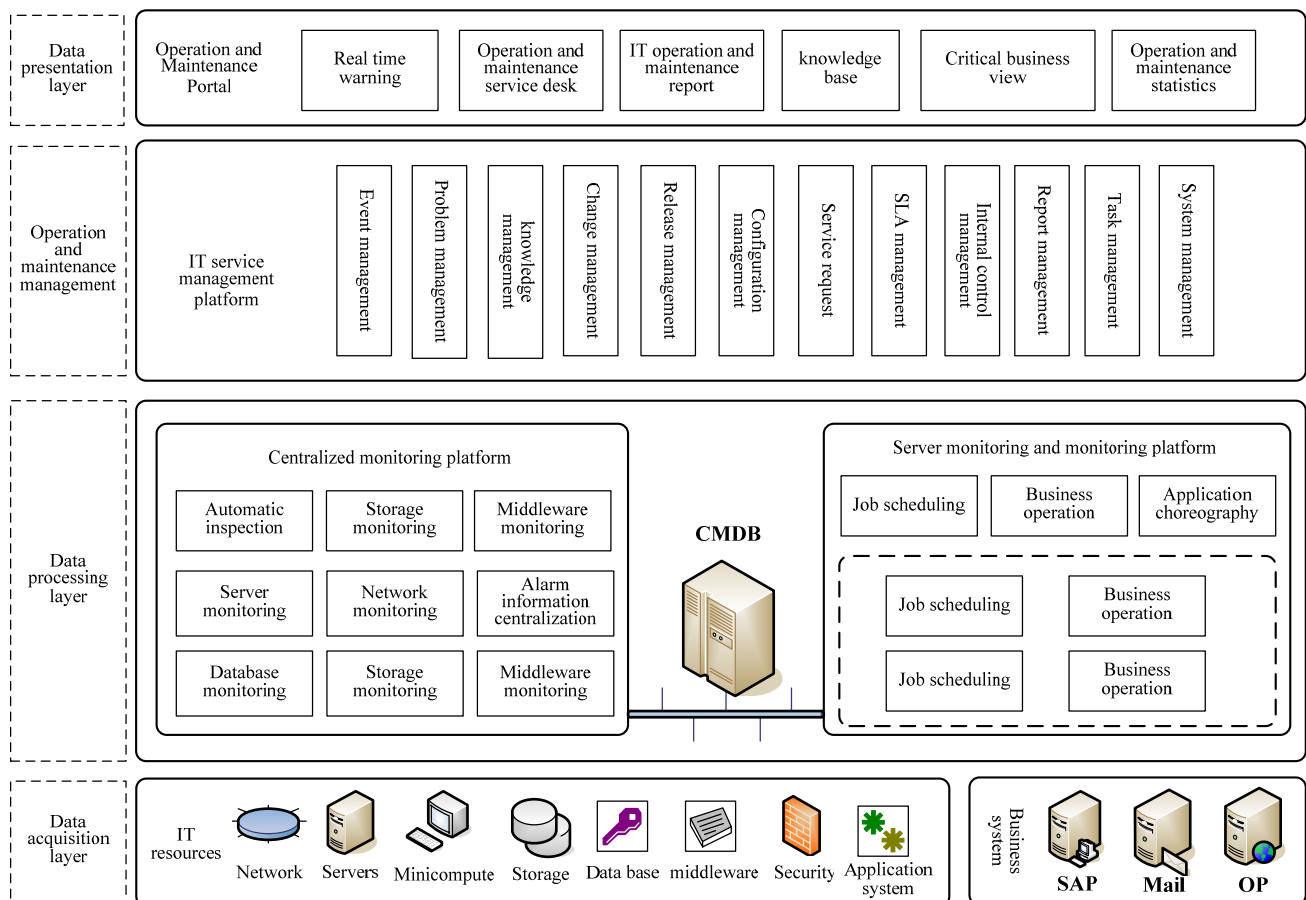 Data
presentation
layer
Operation and
Maintenance
Portal
Real time
warning
Operation and
maintenance
service desk
IT operation and
maintenance
report
knowledge
base
Critical business
view
Operation and
maintenance
statistics
Operation
and
maintenance
management
IT service
management
platform
Event management
Problem management
knowledge
management
Change management
Release management
Configuration
management
Service request
SLA management
Internal control
management
Report management
Task management
System management
Data
processing
layer
Centralized monitoring platform
Automatic
inspection
Storage
monitoring
Middleware
monitoring
Server
monitoring
Network
monitoring
Alarm
information
centralization
Database
monitoring
Storage
monitoring
Middleware
monitoring
CMDB
Server monitoring and monitoring platform
Job scheduling
Business
operation
Application
choreography
Job scheduling
Business
operation
Job scheduling
Business
operation
Data
acquisition
layer
IT
resources
Network
Servers
Minicompute
Storage
Data base
middleware
Security
Application
system
Business
system
SAP
Mail
OP